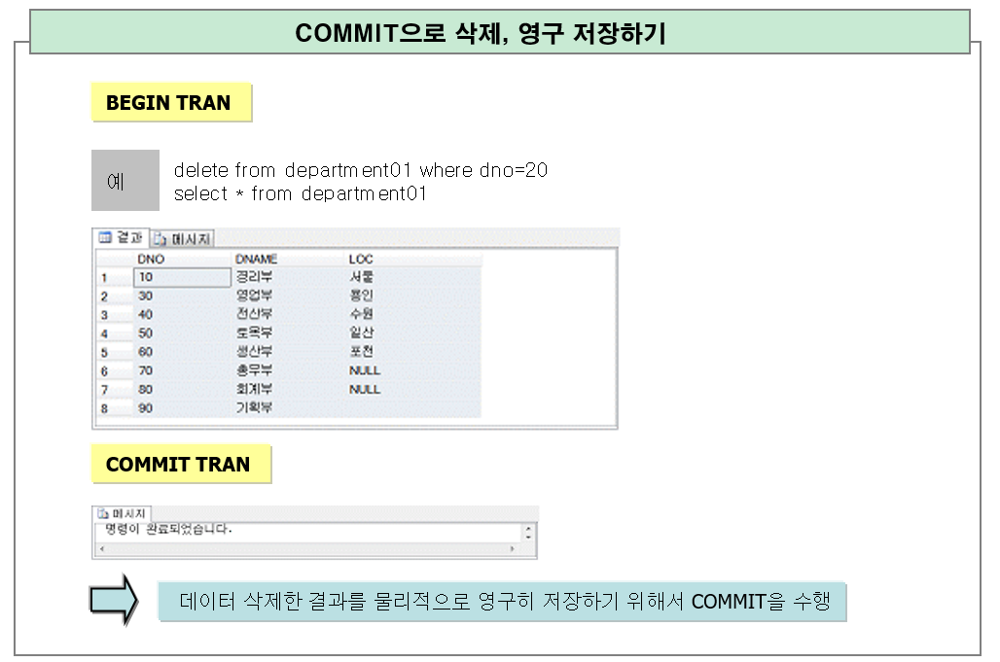 COMMIT으로 삭제, 영구 저장하기
BEGIN TRAN
예
delete from department01 where dno=20
select * from department01
결과 메시지
DNO DNAME LOC
1 10 경리부 서울
2 30 영업부 용인
3 40 전산부 수원
4 50 토목부 일산
5 60 생산부 포천
6 70 총무부 NULL
7 80 회계부 NULL
8 90 기획부
COMMIT TRAN
메시지
명령이 완료되었습니다.
데이터 삭제한 결과를 물리적으로 영구히 저장하기 위해서 COMMIT을 수행